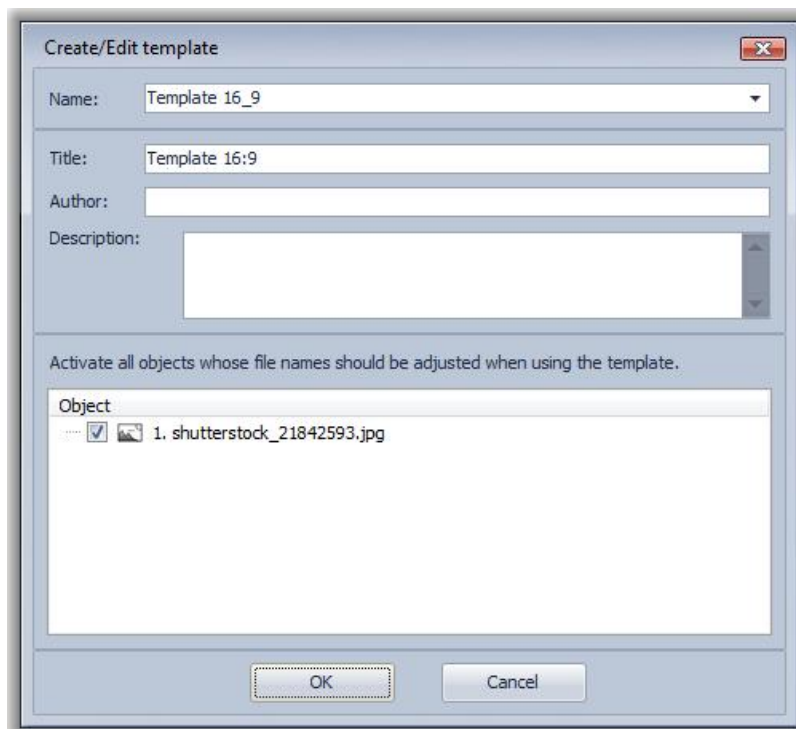 Create/Edit template
Name: Template 16_9
Title: Template 16:9
Author:
Description:
Activate all objects whose file names should be adjusted when using the template.
Object
1. shutterstock_21842593.jpg
OK Cancel